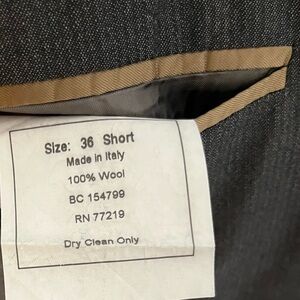 Size: 36 Short
Made in Italy
100% Wool
BC 154799
RN 77219
Dry Clean Only